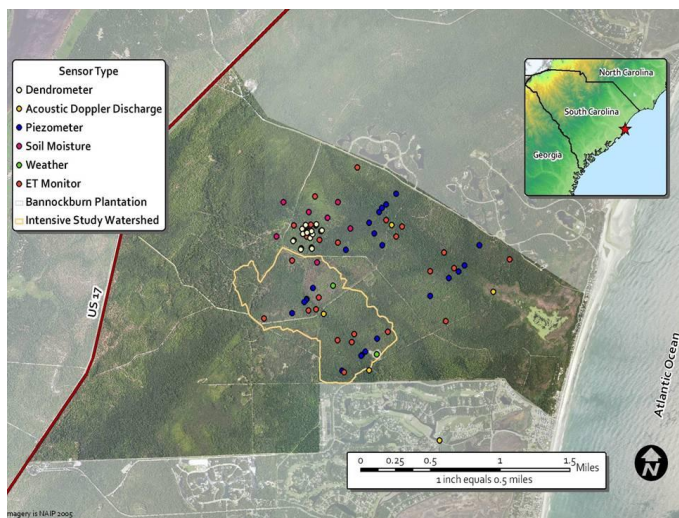 Sensor Type
Dendrometer
Acoustic Doppler Discharge
Piezometer
Soil Moisture
Weather
ET Monitor
Bannockburn Plantation
Intensive Study Watershed
North Carolina
South Carolina
Georgia
US 17
Atlantic Ocean
0 0.25 0.5 1 1.5 Miles
1 inch equals 0.5 miles
N
magery is NAIP 2005